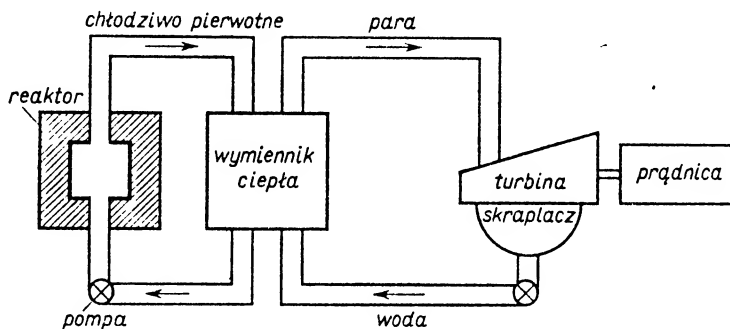 chłodziwo pierwotne
para
reaktor
wymiennik
ciepła
turbina
prądnica
skraplacz
pompa
woda